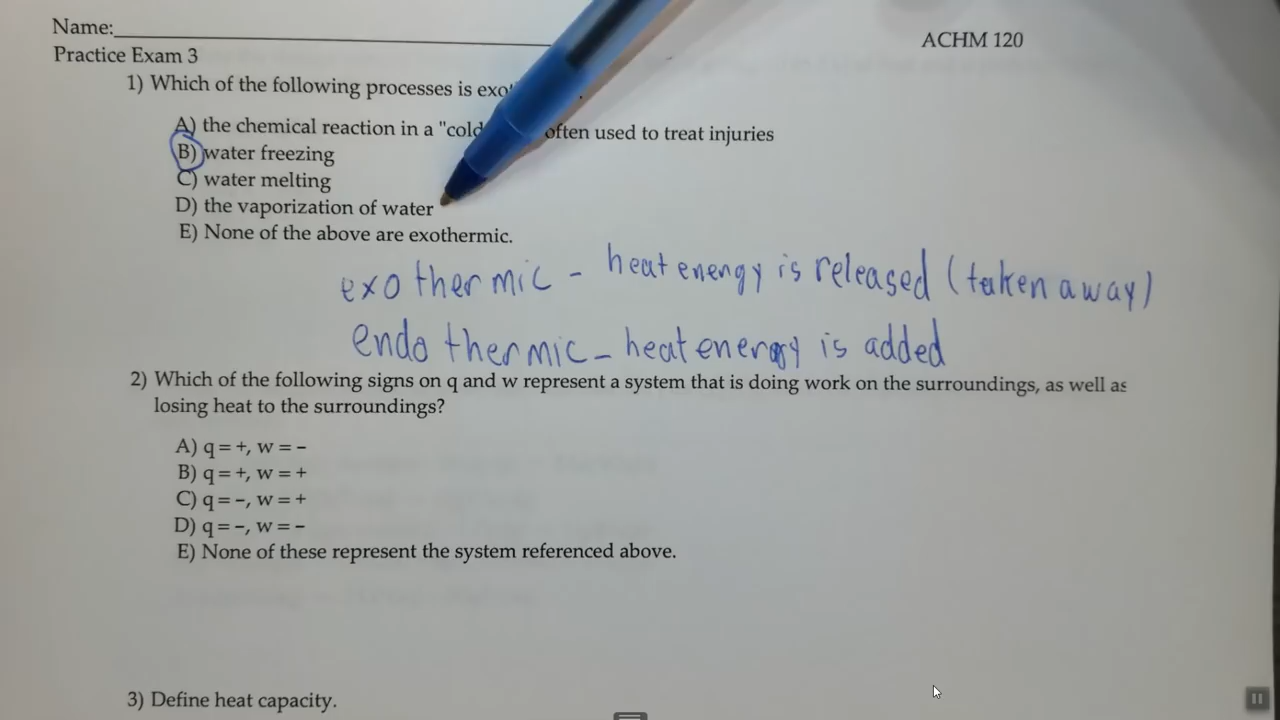 Name:
ACHM 120
Practice Exam 3
1) Which of the following processes is
A) the chemical reaction in a "cold often used to treat injuries
B) water freezing
C) water melting
D) the vaporization of water
E) None of the above are exothermic.
exothermic - heat energy is released (taken away)
endothermic - heat energy is added
2) Which of the following signs on q and w represent a system that is doing work on the surroundings, as well as
losing heat to the surroundings?
A) q = +, w = −
B) q = +, w = +
C) q = −, w = +
D) q = −, w = −
E) None of these represent the system referenced above.
3) Define heat capacity.